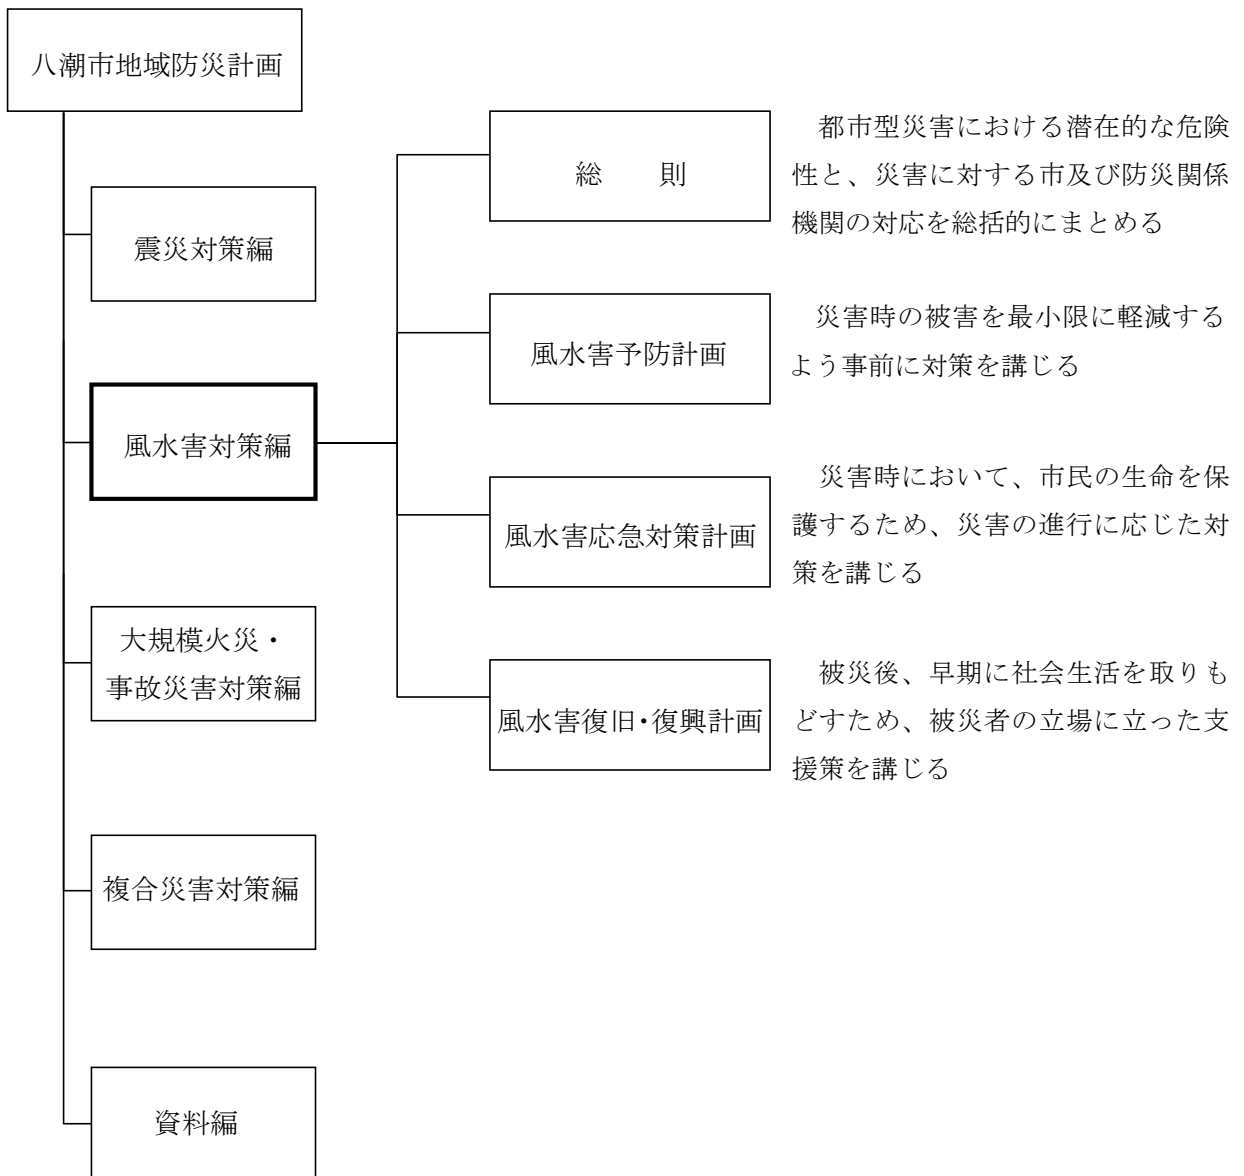 八潮市地域防災計画
震災対策編
風水害対策編
大規模火災・
事故災害対策編
複合災害対策編
資料編
総　　則
都市型災害における潜在的な危険
性と、災害に対する市及び防災関係
機関の対応を総括的にまとめる
風水害予防計画
災害時の被害を最小限に軽減する
よう事前に対策を講じる
風水害応急対策計画
災害時において、市民の生命を保
護するため、災害の進行に応じた対
策を講じる
風水害復旧・復興計画
被災後、早期に社会生活を取りも
どすため、被災者の立場に立った支
援策を講じる